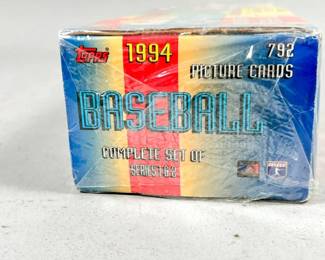 Topps 1994 792
PICTURE CARDS
BASEBALL
COMPLETE SET OF
SERIES 1 & 2